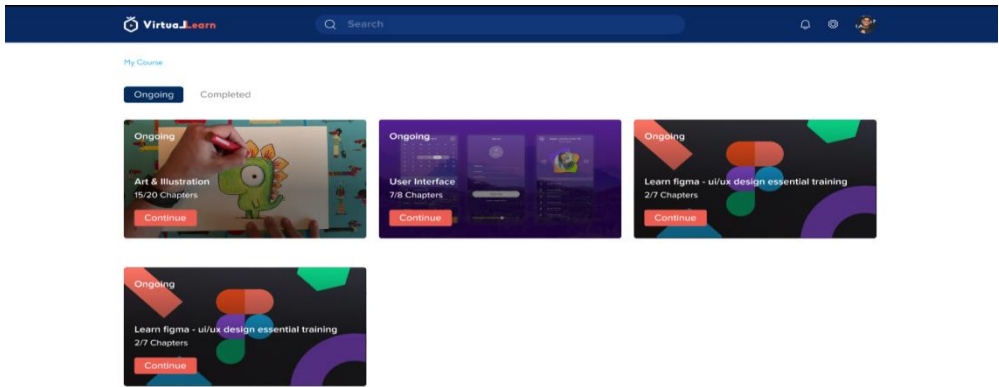 VirtuaLLearn
Search
My Course
Ongoing
Completed
Ongoing
Art & Illustration
15/20 Chapters
Continue
Ongoing
User Interface
7/8 Chapters
Continue
Ongoing
Learn figma - ui/ux design essential training
2/7 Chapters
Continue
Ongoing
Learn figma - ui/ux design essential training
2/7 Chapters
Continue